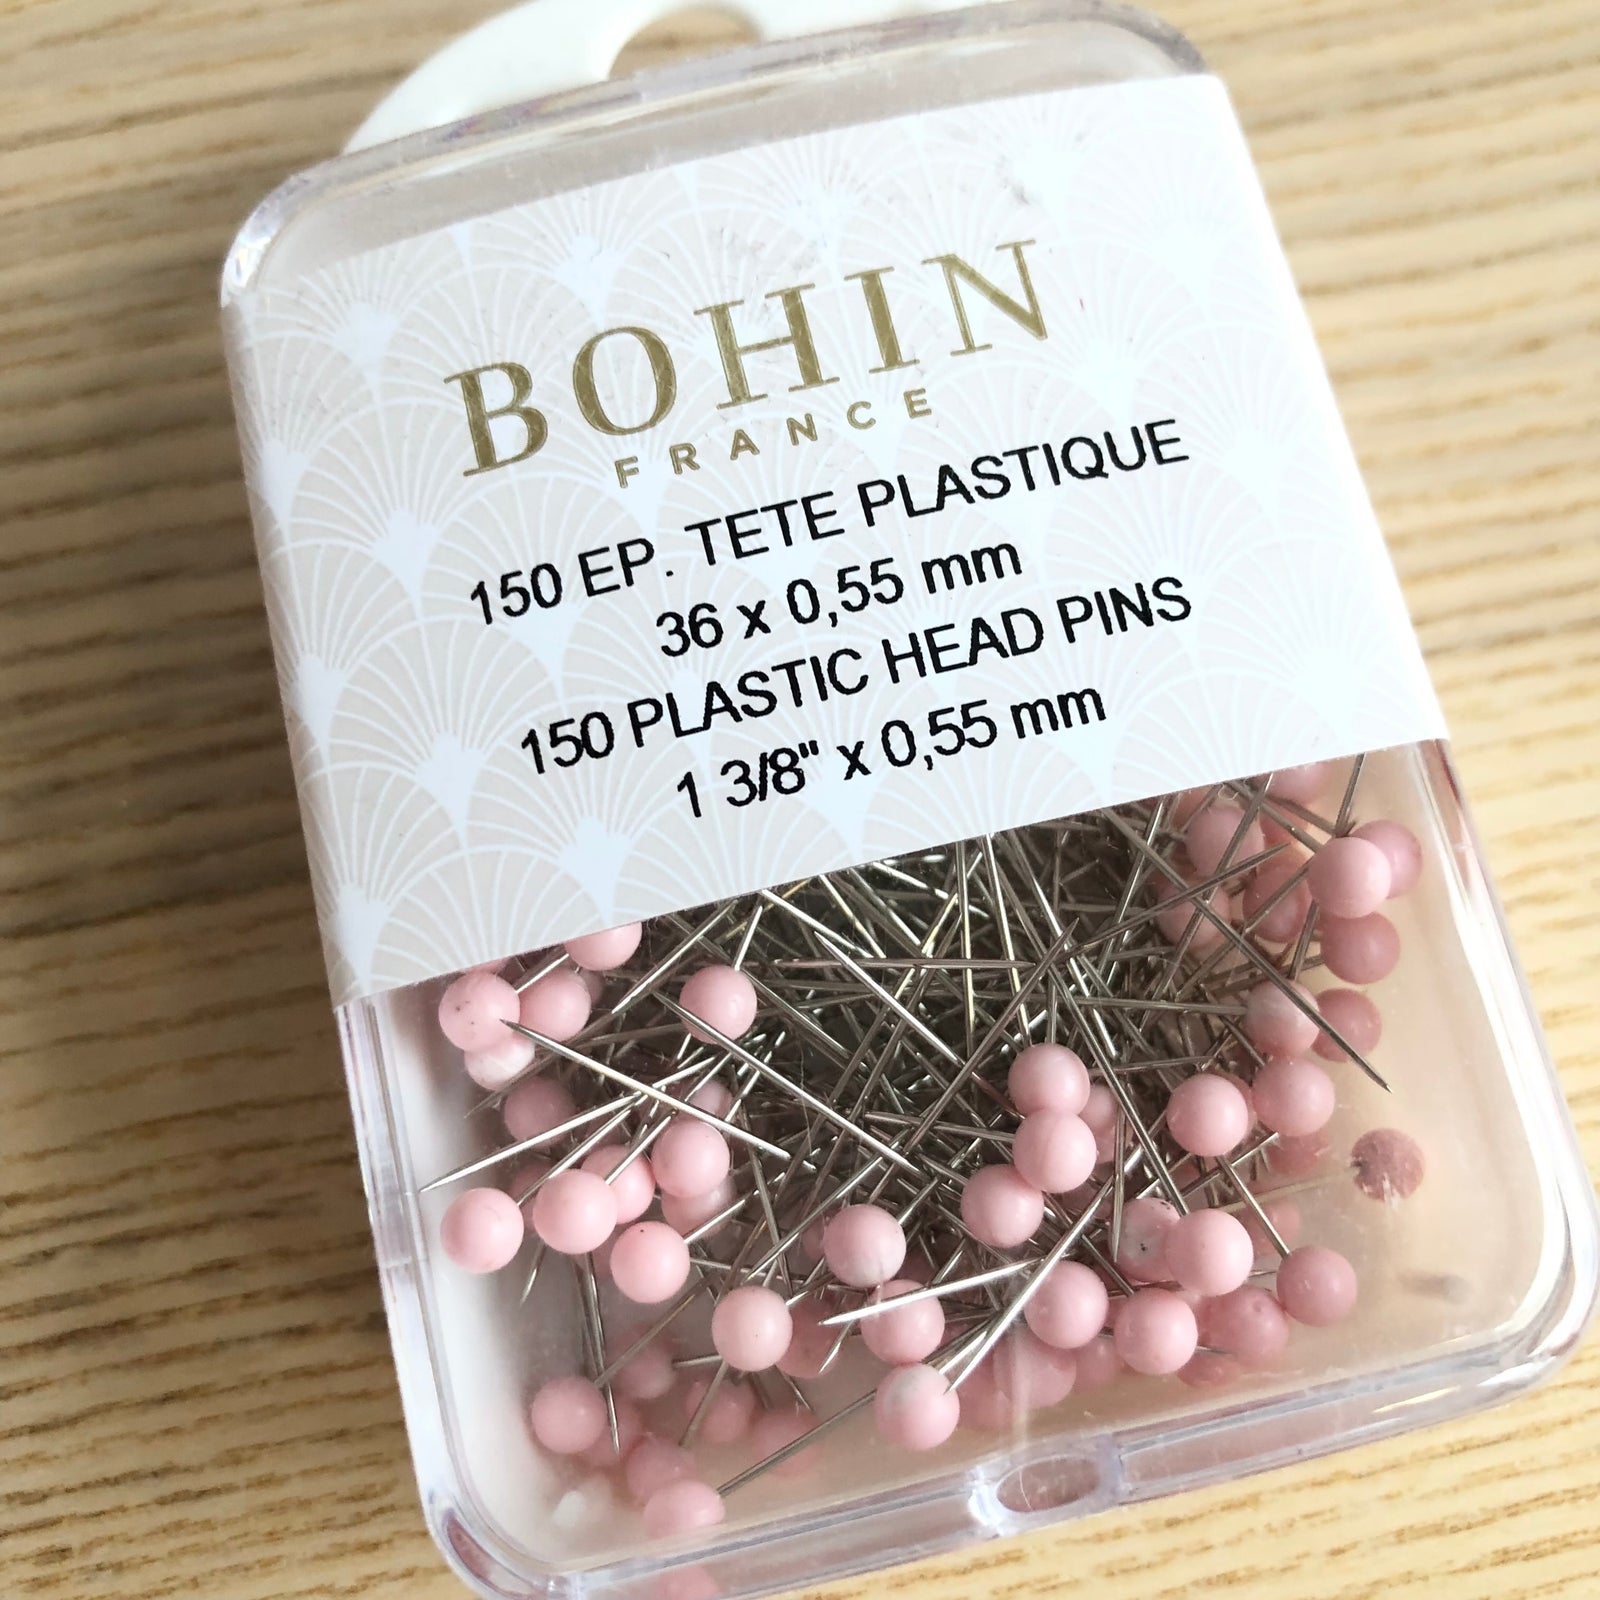 BOHIN
FRANCE
150 EP. TETE PLASTIQUE
36 x 0,55 mm
150 PLASTIC HEAD PINS
1 3/8" x 0,55 mm